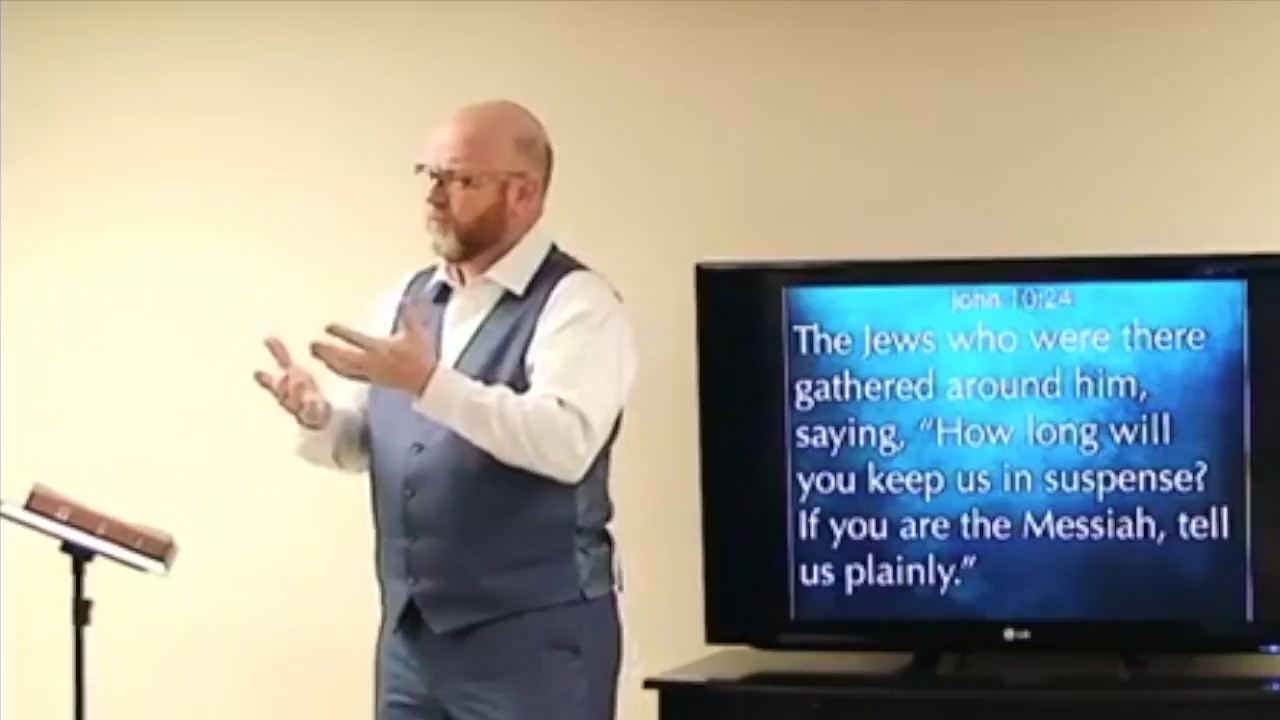 John 10:24
The Jews who were there
gathered around him,
saying, “How long will
you keep us in suspense?
If you are the Messiah, tell
us plainly.”
LG